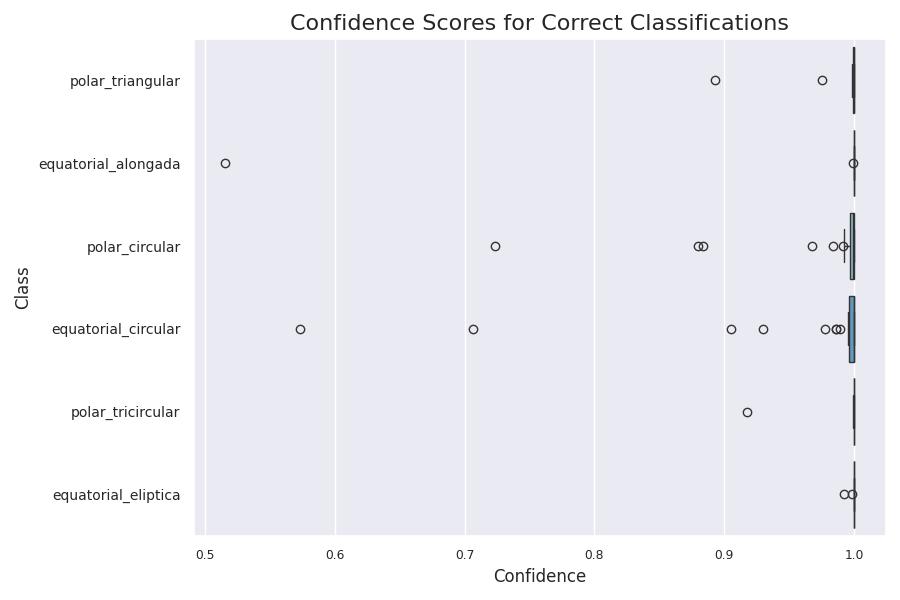 Confidence Scores for Correct Classifications
polar_triangular
equatorial_alongada
polar_circular
equatorial_circular
polar_tricircular
equatorial_eliptica
Class
0.5 0.6 0.7 0.8 0.9 1.0
Confidence